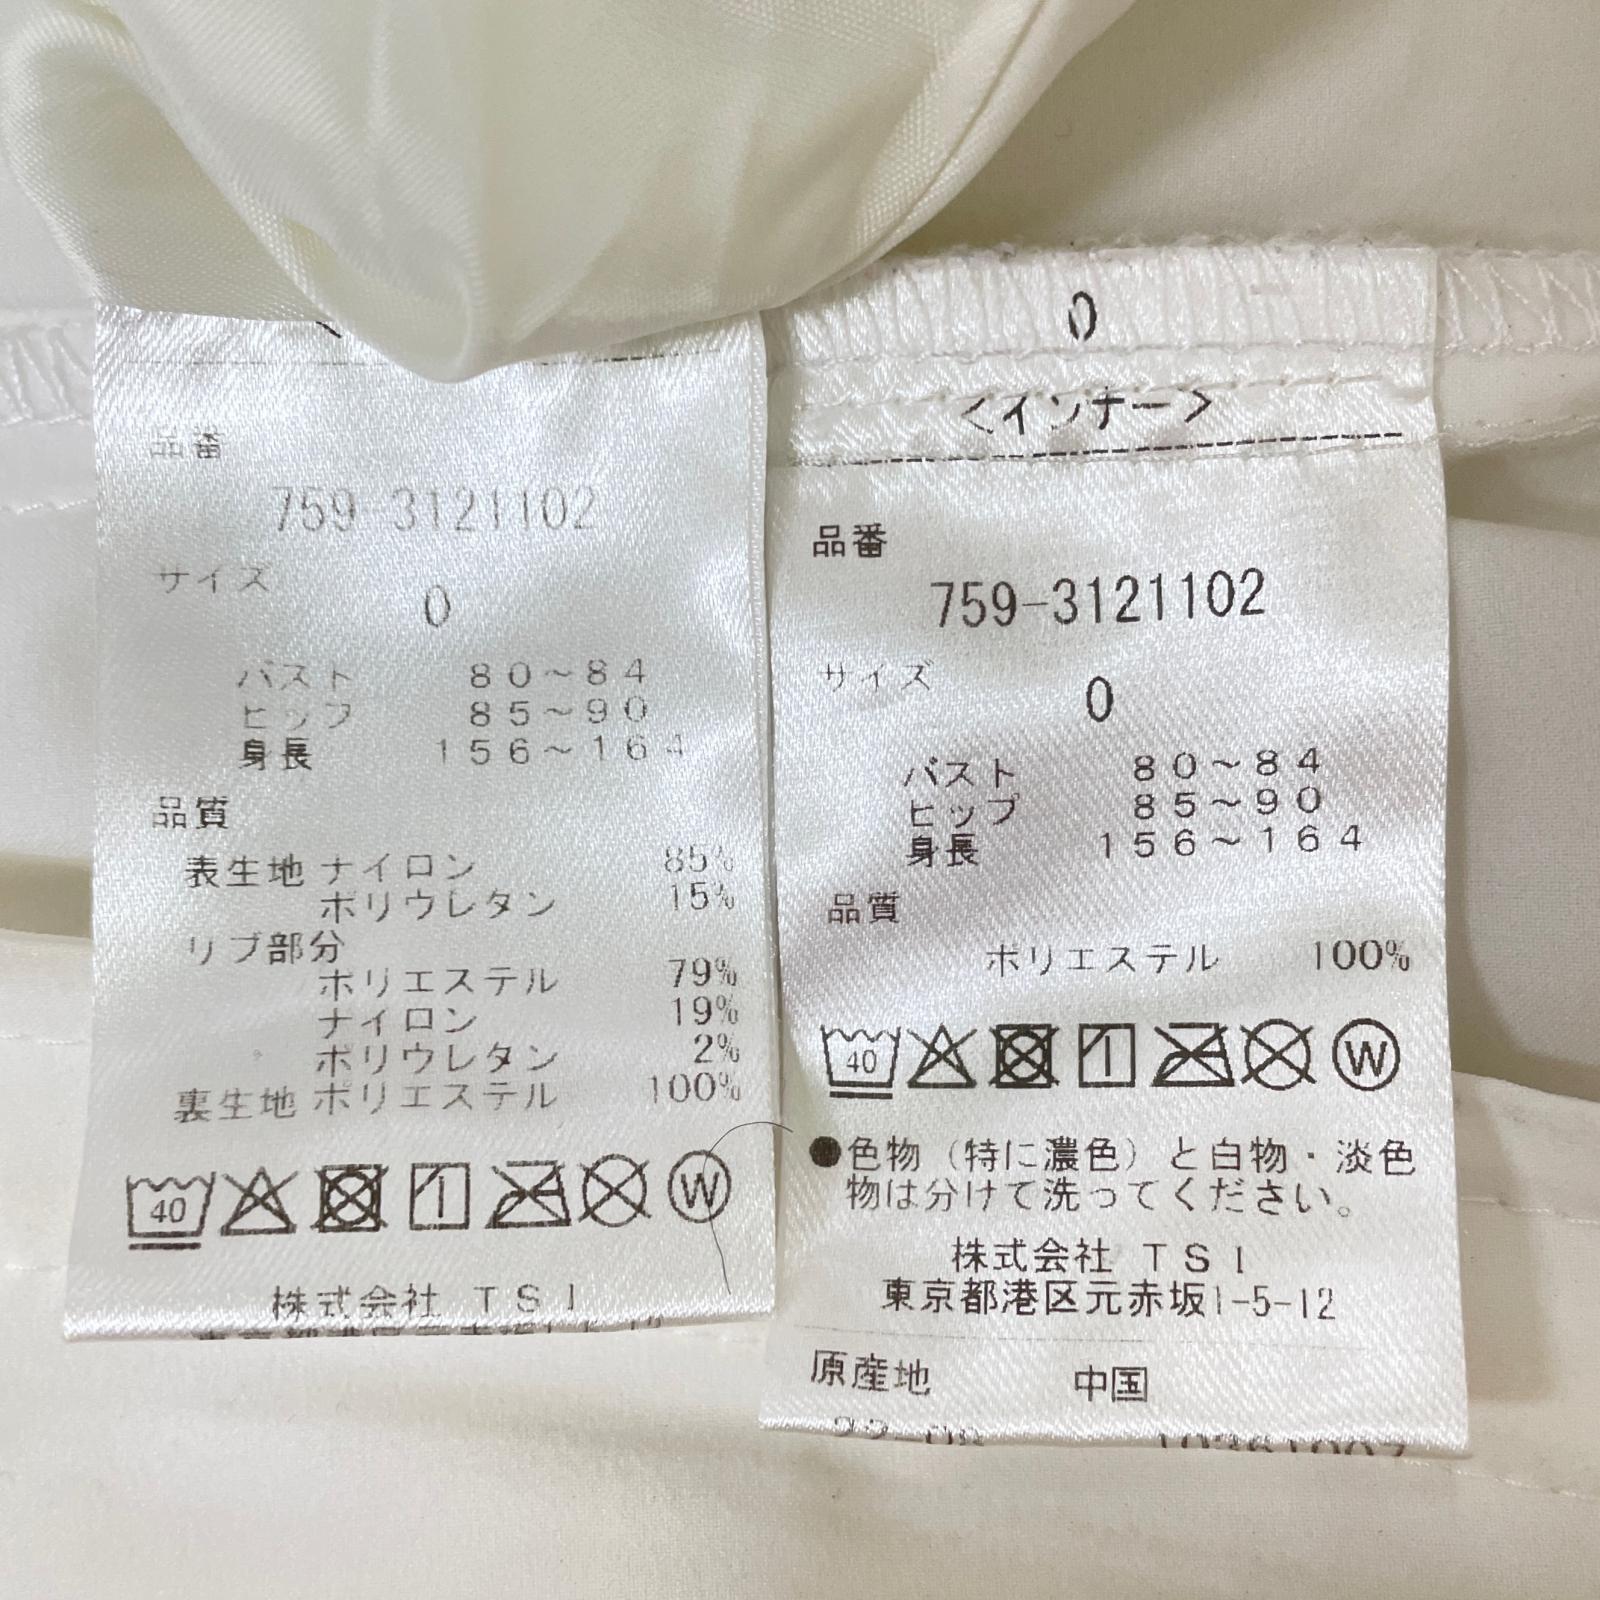 品番
759-3121102
サイズ
0
バスト 80~84
ヒップ 85~90
身長 156~164
品質
表生地 ナイロン 85%
ポリウレタン 15%
リブ部分
ポリエステル 79%
ナイロン 19%
ポリウレタン 2%
裏生地 ポリエステル 100%
40 W
株式会社 TSI
0
<インナー>
品番
759-3121102
サイズ
0
バスト 80~84
ヒップ 85~90
身長 156~164
品質
ポリエステル 100%
40 W
●色物(特に濃色)と白物・淡色
物は分けて洗ってください。
株式会社 TSI
東京都港区元赤坂1-5-12
原産地 中国